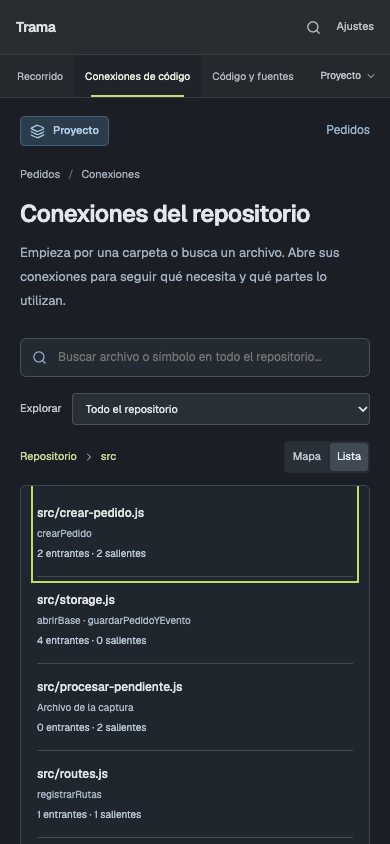 Trama
Ajustes
Recorrido
Conexiones de código
Código y fuentes
Proyecto
Proyecto
Pedidos
Pedidos / Conexiones
Conexiones del repositorio
Empieza por una carpeta o busca un archivo. Abre sus
conexiones para seguir qué necesita y qué partes lo
utilizan.
Buscar archivo o símbolo en todo el repositorio...
Explorar
Todo el repositorio
Repositorio > src
Mapa
Lista
src/crear-pedido.js
crearPedido
2 entrantes · 2 salientes
src/storage.js
abrirBase · guardarPedidoYEvento
4 entrantes · 0 salientes
src/procesar-pendiente.js
Archivo de la captura
0 entrantes · 2 salientes
src/routes.js
registrarRutas
1 entrantes · 1 salientes